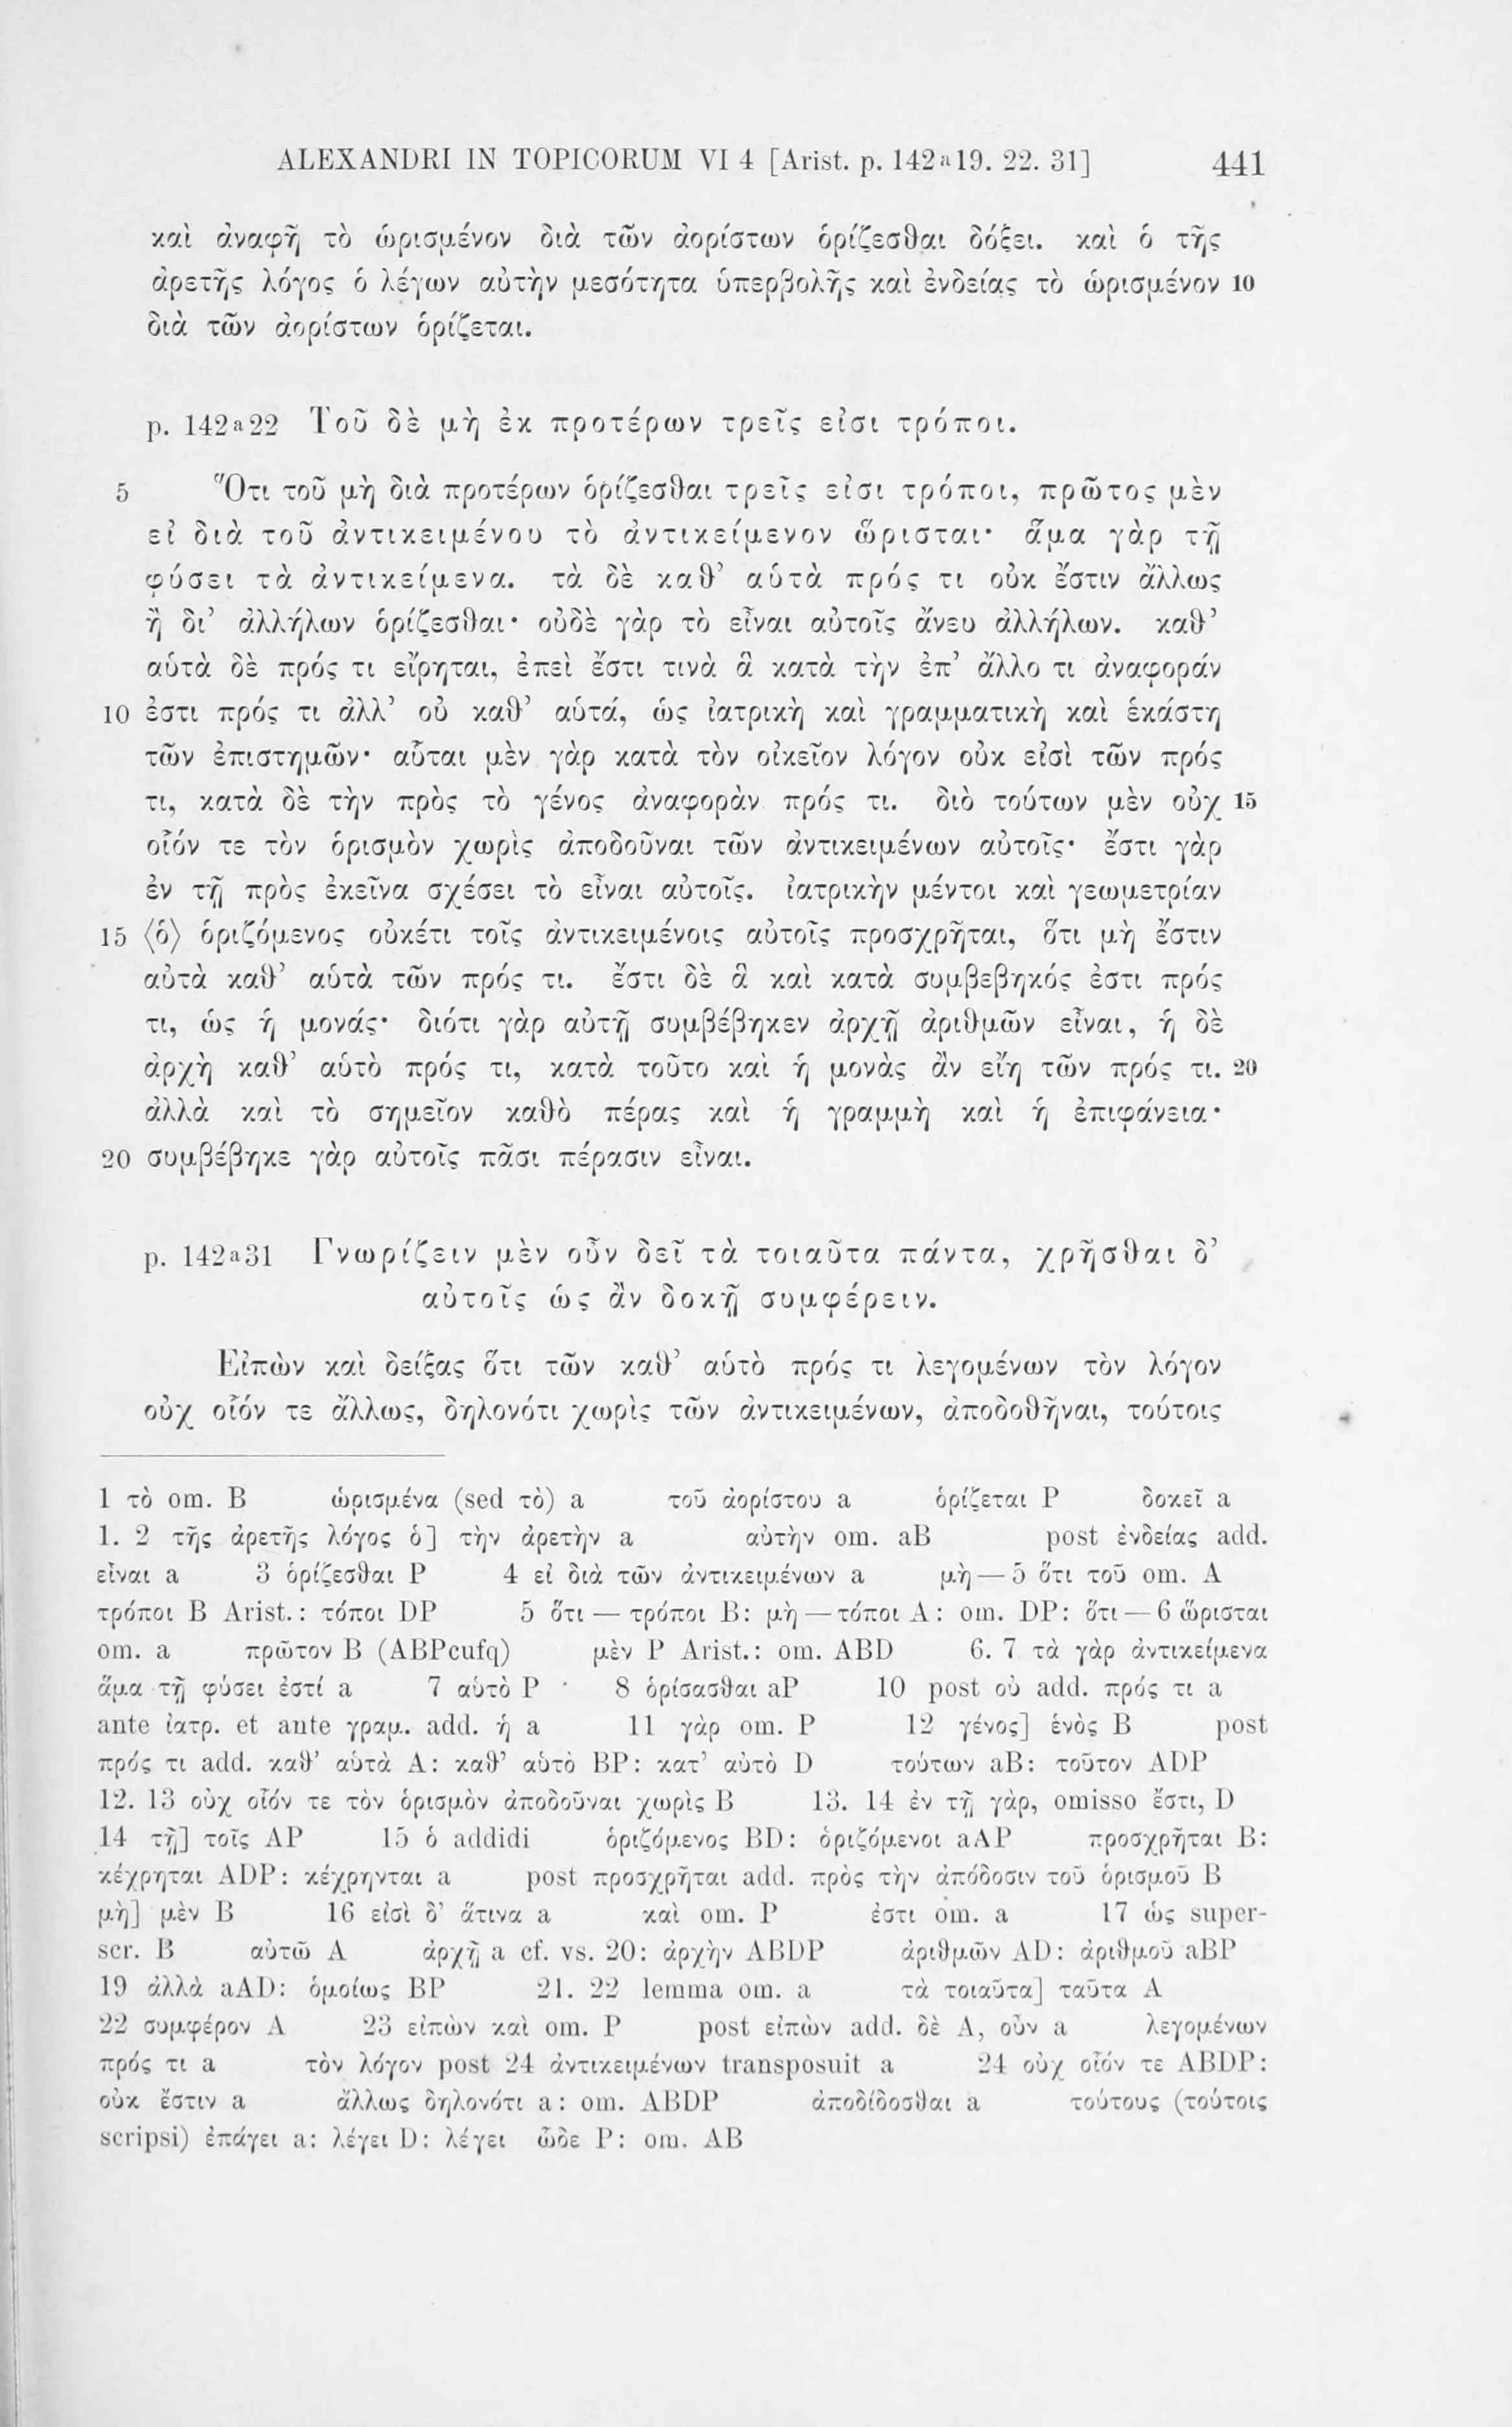 ALEXANDRI IN TOPICORUM VI 4 [Arist. p. 142a19. 22. 31] 441
καὶ ἀναφῆ τὸ ὡρισμένον διὰ τῶν ἀορίστων ὁρίζεσθαι δόξει. καὶ ὁ τῆς
ἀρετῆς λόγος ὁ λέγων αὐτὴν μεσότητα ὑπερβολῆς καὶ ἐνδείας τὸ ὡρισμένον 10
διὰ τῶν ἀορίστων ὁρίζεται.
p. 142a22 Τοῦ δὲ μὴ ἐκ προτέρων τρεῖς εἰσι τρόποι.
5 Ὅτι τοῦ μὴ διὰ προτέρων ὁρίζεσθαι τρεῖς εἰσι τρόποι, πρῶτος μὲν
εἰ διὰ τοῦ ἀντικειμένου τὸ ἀντικείμενον ὥρισται· ἅμα γὰρ τῇ
φύσει τὰ ἀντικείμενα. τὰ δὲ καθ’ αὑτὰ πρός τι οὐκ ἔστιν ἄλλως
ἢ δι’ ἀλλήλων ὁρίζεσθαι· οὐδὲ γὰρ τὸ εἶναι αὐτοῖς ἄνευ ἀλλήλων. καθ’
αὑτὰ δὲ πρός τι εἴρηται, ἐπεὶ ἔστι τινὰ ἃ κατὰ τὴν ἐπ’ ἄλλο τι ἀναφοράν
10 ἐστι πρός τι ἀλλ’ οὐ καθ’ αὑτά, ὡς ἰατρικὴ καὶ γραμματικὴ καὶ ἑκάστη
τῶν ἐπιστημῶν· αὗται μὲν γὰρ κατὰ τὸν οἰκεῖον λόγον οὐκ εἰσὶ τῶν πρός
τι, κατὰ δὲ τὴν πρὸς τὸ γένος ἀναφορὰν πρός τι. διὸ τούτων μὲν οὐχ 15
οἷόν τε τὸν ὁρισμὸν χωρὶς ἀποδοῦναι τῶν ἀντικειμένων αὐτοῖς· ἔστι γὰρ
ἐν τῇ πρὸς ἐκεῖνα σχέσει τὸ εἶναι αὐτοῖς. ἰατρικὴν μέντοι καὶ γεωμετρίαν
15 ⟨ὁ⟩ ὁριζόμενος οὐκέτι τοῖς ἀντικειμένοις αὐτοῖς προσχρῆται, ὅτι μὴ ἔστιν
αὐτὰ καθ’ αὑτὰ τῶν πρός τι. ἔστι δὲ ἃ καὶ κατὰ συμβεβηκός ἐστι πρός
τι, ὡς ἡ μονάς· διότι γὰρ αὐτῇ συμβέβηκεν ἀρχῇ ἀριθμῶν εἶναι, ἡ δὲ
ἀρχὴ καθ’ αὑτὸ πρός τι, κατὰ τοῦτο καὶ ἡ μονὰς ἂν εἴη τῶν πρός τι. 20
ἀλλὰ καὶ τὸ σημεῖον καθὸ πέρας καὶ ἡ γραμμὴ καὶ ἡ ἐπιφάνεια·
20 συμβέβηκε γὰρ αὐτοῖς πᾶσι πέρασιν εἶναι.
p. 142a31 Γνωρίζειν μὲν οὖν δεῖ τὰ τοιαῦτα πάντα, χρῆσθαι δ’
αὐτοῖς ὡς ἂν δοκῇ συμφέρειν.
Εἰπὼν καὶ δείξας ὅτι τῶν καθ’ αὑτὸ πρός τι λεγομένων τὸν λόγον
οὐχ οἷόν τε ἄλλως, δηλονότι χωρὶς τῶν ἀντικειμένων, ἀποδοθῆναι, τούτοις
1 τὸ om. B ὡρισμένα (sed τὸ) a τοῦ ἀορίστου a ὁρίζεται P δοκεῖ a
1. 2 τῆς ἀρετῆς λόγος ὁ] τὴν ἀρετὴν a αὐτὴν om. aB post ἐνδείας add.
εἶναι a 3 ὁρίζεσθαι P 4 εἰ διὰ τῶν ἀντικειμένων a μὴ — 5 ὅτι τοῦ om. A
τρόποι B Arist.: τόποι DP 5 ὅτι — τρόποι B: μὴ — τόποι A: om. DP: ὅτι — 6 ὥρισται
om. a πρῶτον B (ABPcufq) μὲν P Arist.: om. ABD 6. 7 τὰ γὰρ ἀντικείμενα
ἅμα τῇ φύσει ἐστί a 7 αὑτὸ P 8 ὁρίσασθαι aP 10 post οὐ add. πρός τι a
ante ἰατρ. et ante γραμ. add. ἡ a 11 γὰρ om. P 12 γένος] ἑνὸς B post
πρός τι add. καθ’ αὑτὰ A: καθ’ αὑτὸ BP: κατ’ αὐτὸ D τούτων aB: τοῦτον ADP
12. 13 οὐχ οἷόν τε τὸν ὁρισμὸν ἀποδοῦναι χωρὶς B 13. 14 ἐν τῇ γὰρ, omisso ἔστι, D
14 τῇ] τοῖς AP 15 ὁ addidi ὁριζόμενος BD: ὁριζόμενοι aAP προσχρῆται B:
κέχρηται ADP: κέχρηνται a post προσχρῆται add. πρὸς τὴν ἀπόδοσιν τοῦ ὁρισμοῦ B
μὴ] μὲν B 16 εἰσὶ δ’ ἅτινα a καὶ om. P ἐστι om. a 17 ὡς super-
scr. B αὐτῶ A ἀρχῇ a cf. vs. 20: ἀρχὴν ABDP ἀριθμῶν AD: ἀριθμοῦ aBP
19 ἀλλὰ aAD: ὁμοίως BP 21. 22 lemma om. a τὰ τοιαῦτα] ταῦτα A
22 συμφέρον A 23 εἰπὼν καὶ om. P post εἰπὼν add. δὲ A, οὖν a λεγομένων
πρός τι a τὸν λόγον post 24 ἀντικειμένων transposuit a 24 οὐχ οἷόν τε ABDP:
οὐκ ἔστιν a ἄλλως δηλονότι a: om. ABDP ἀποδίδοσθαι a τούτους (τούτοις
scripsi) ἐπάγει a: λέγει D: λέγει ὧδε P: om. AB